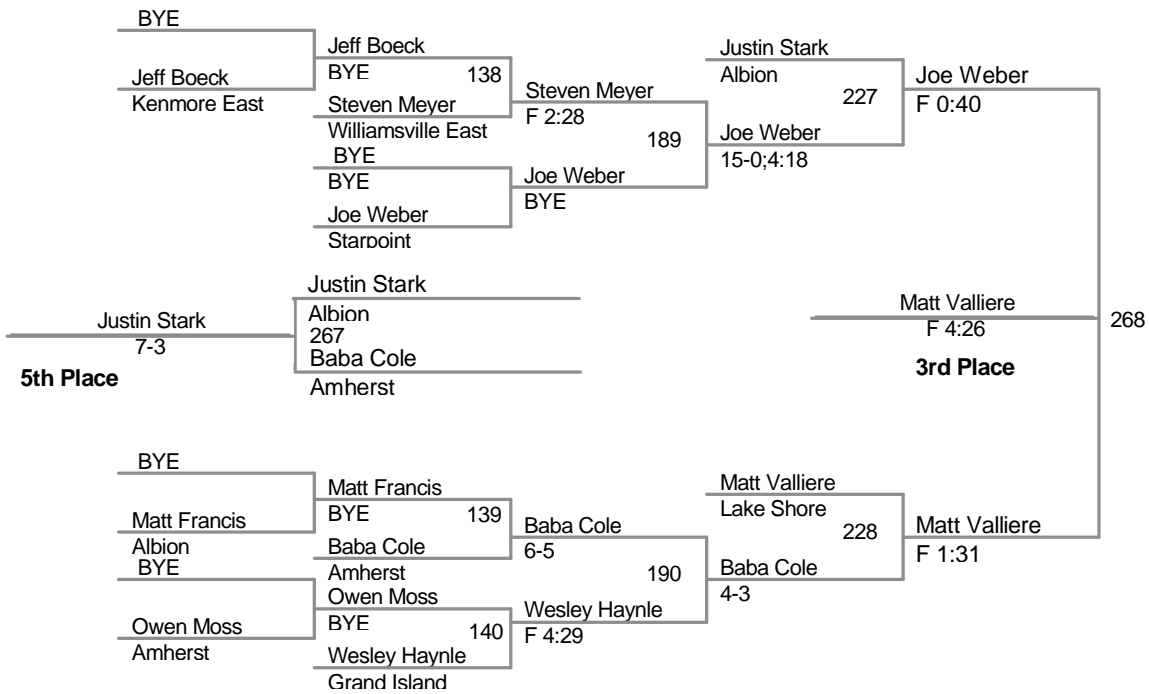 BYE
Jeff Boeck
Kenmore East
Jeff Boeck
BYE
138
Steven Meyer
Williamsville East
BYE
BYE
Joe Weber
Starpoint
Steven Meyer
F 2:28
189
Joe Weber
BYE
Justin Stark
Albion
227
Joe Weber
15-0;4:18
Joe Weber
F 0:40
Justin Stark
7-3
5th Place
Justin Stark
Albion
267
Baba Cole
Amherst
Matt Valliere
F 4:26
3rd Place
268
BYE
Matt Francis
Albion
BYE
Owen Moss
Amherst
Matt Francis
BYE
139
Baba Cole
Amherst
Owen Moss
BYE
140
Wesley Haynle
Grand Island
Baba Cole
6-5
190
Wesley Haynle
F 4:29
Matt Valliere
Lake Shore
228
Baba Cole
4-3
Matt Valliere
F 1:31